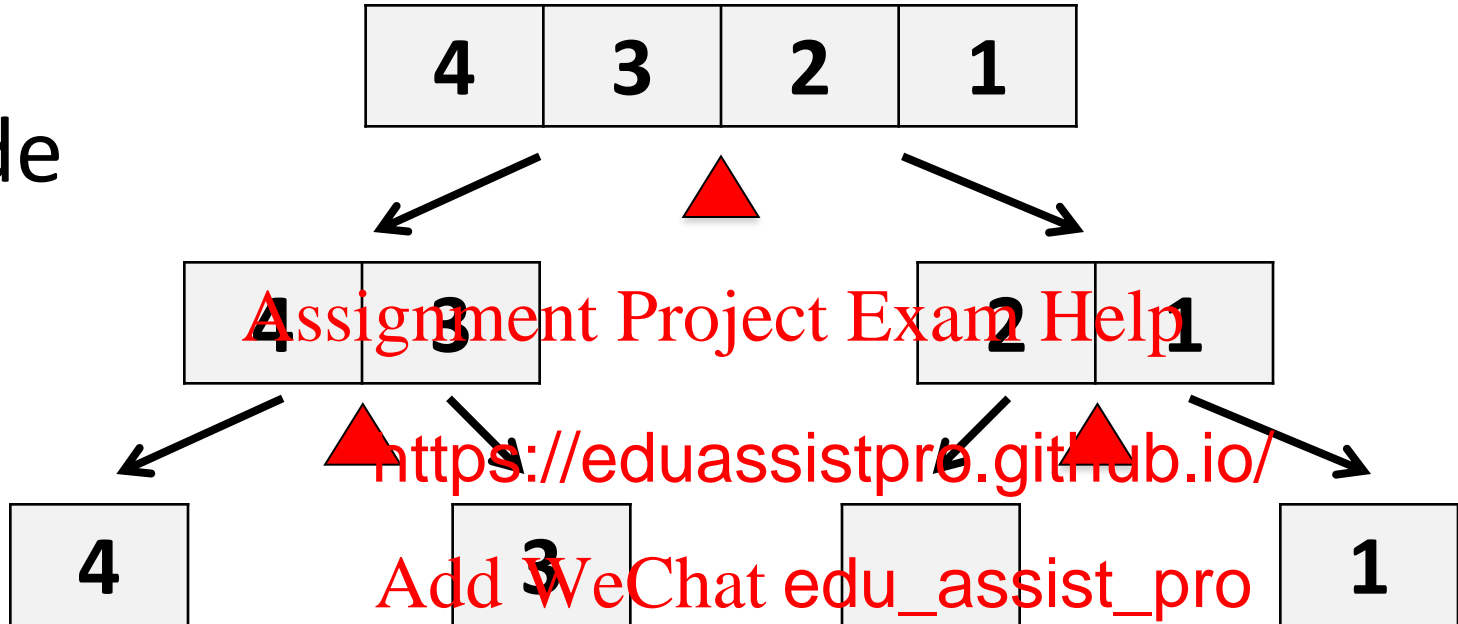 4 3 2 1
de
4 3 2 1
Assignment Project Exam Help
https://eduassistpro.github.io/
4 3 1
Add WeChat edu_assist_pro